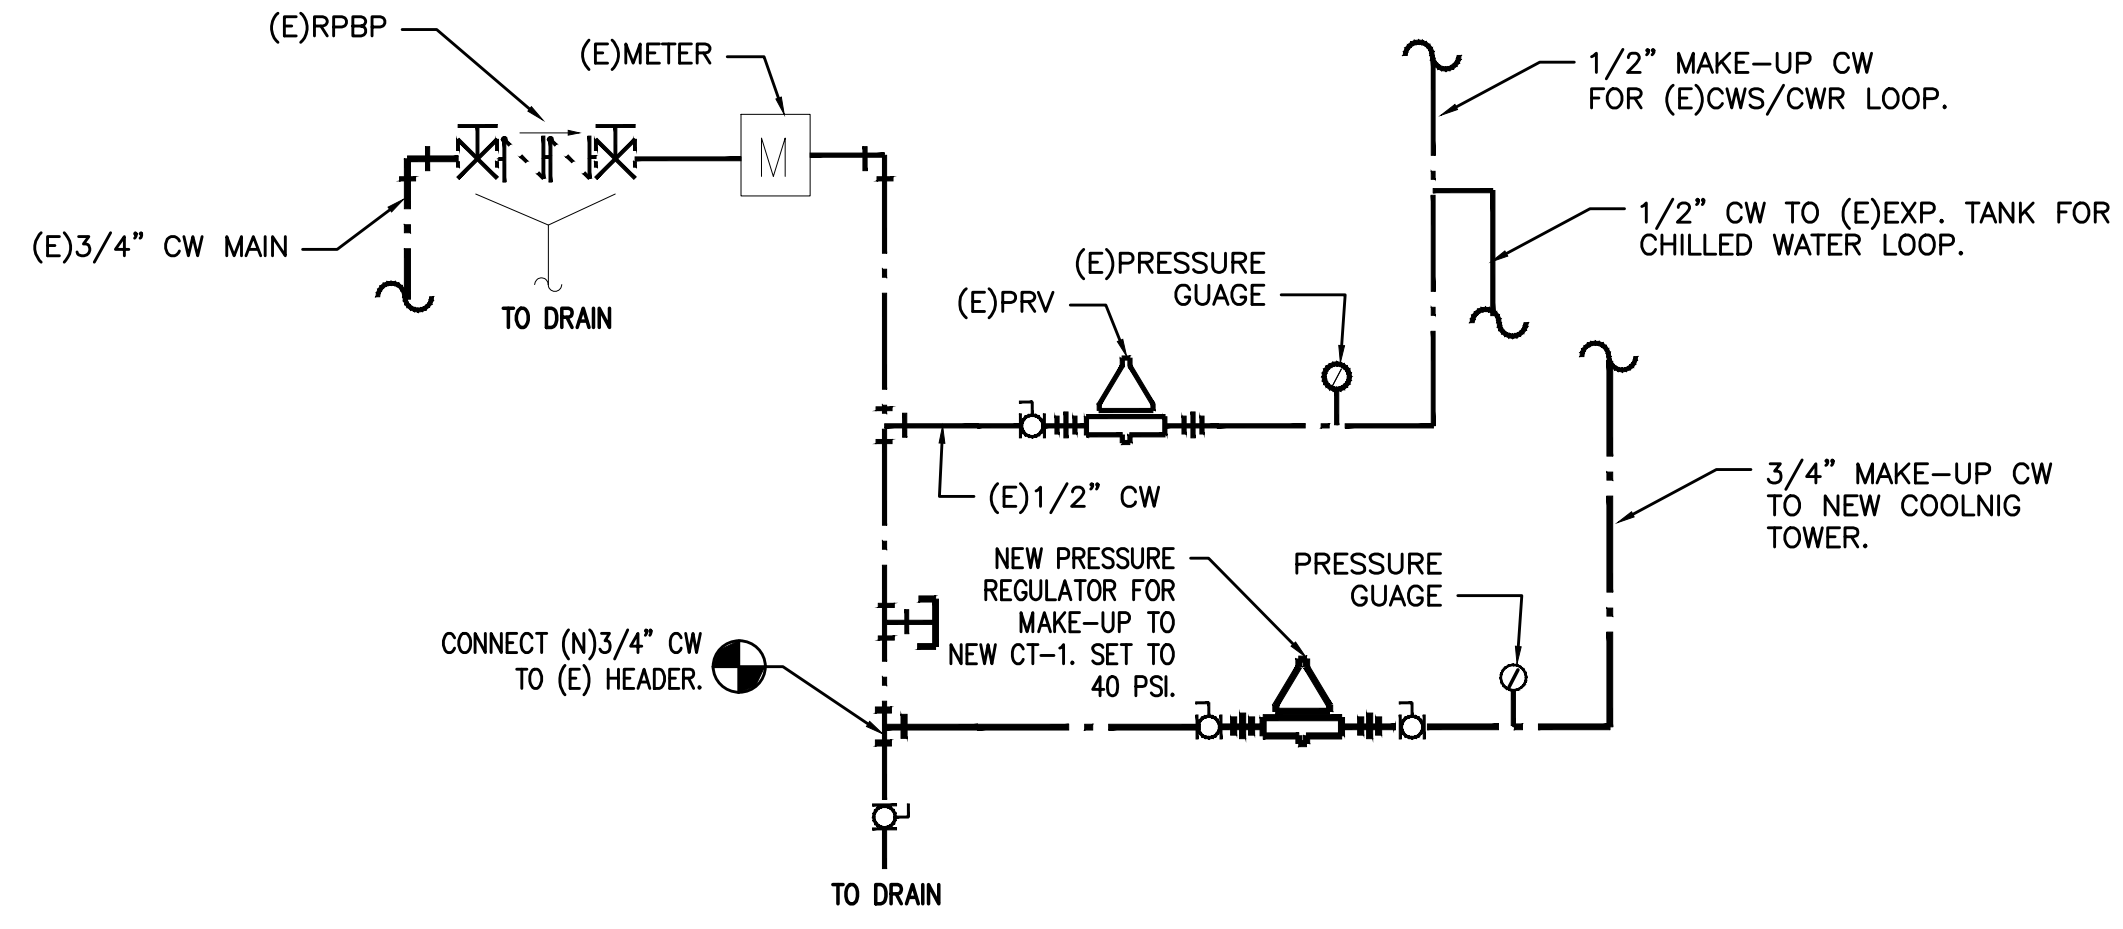 (E)RPBP
(E)METER
M
(E)3/4" CW MAIN
TO DRAIN
1/2" MAKE-UP CW
FOR (E)CWS/CWR LOOP.
1/2" CW TO (E)EXP. TANK FOR
CHILLED WATER LOOP.
(E)PRESSURE
GUAGE
(E)PRV
(E)1/2" CW
3/4" MAKE-UP CW
TO NEW COOLNIG
TOWER.
NEW PRESSURE
REGULATOR FOR
MAKE-UP TO
NEW CT-1. SET TO
40 PSI.
PRESSURE
GUAGE
CONNECT (N)3/4" CW
TO (E) HEADER.
TO DRAIN